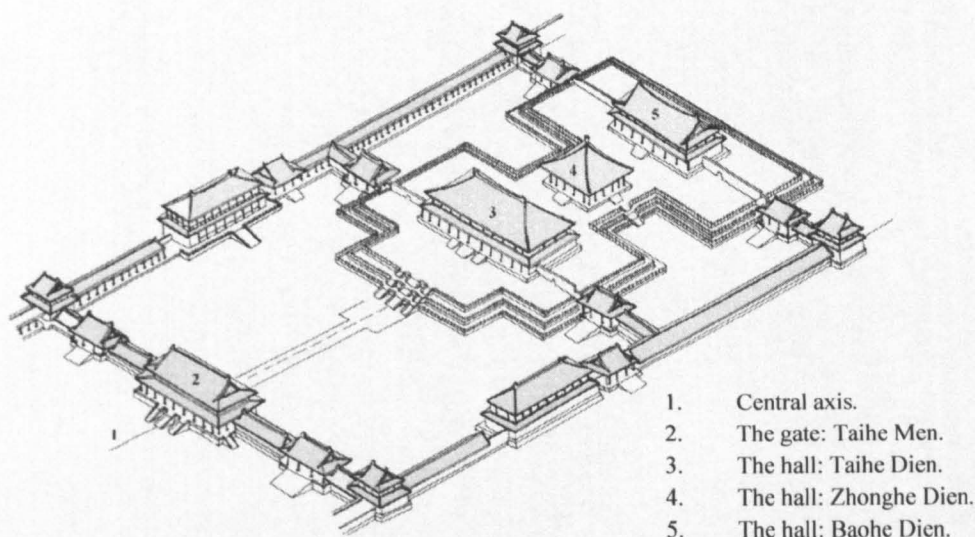 5
4
3
2
1
1. Central axis.
2. The gate: Taihe Men.
3. The hall: Taihe Dien.
4. The hall: Zhonghe Dien.
5. The hall: Baohe Dien.